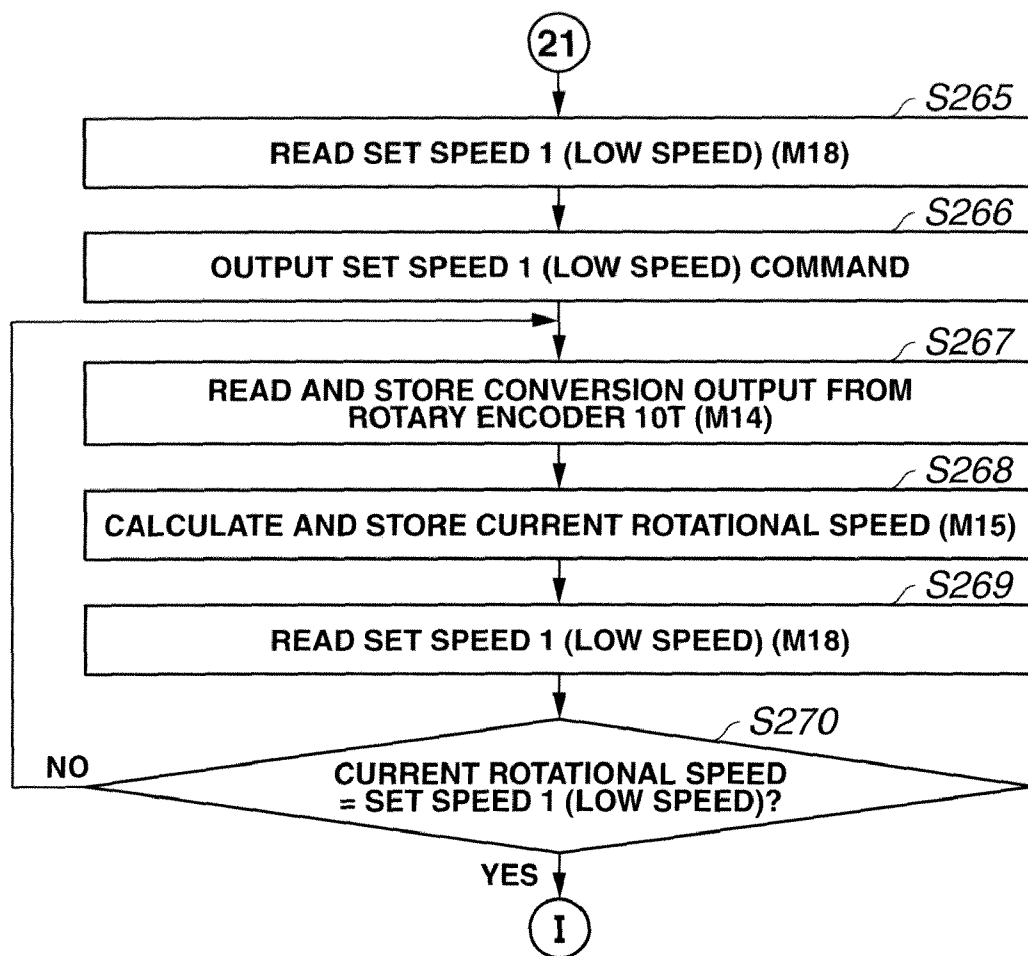 21
S265
READ SET SPEED 1 (LOW SPEED) (M18)
S266
OUTPUT SET SPEED 1 (LOW SPEED) COMMAND
S267
READ AND STORE CONVERSION OUTPUT FROM
ROTARY ENCODER 10T (M14)
S268
CALCULATE AND STORE CURRENT ROTATIONAL SPEED (M15)
S269
READ SET SPEED 1 (LOW SPEED) (M18)
S270
NO
CURRENT ROTATIONAL SPEED
= SET SPEED 1 (LOW SPEED)?
YES
I